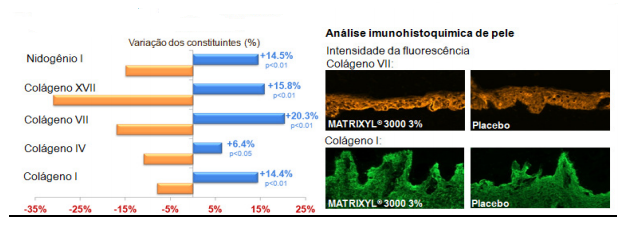 Variação dos constituintes (%)
Nidogênio I
+14.5%
p<0.01
Colágeno XVII
+15.8%
p<0.01
Colágeno VII
+20.3%
p<0.01
Colágeno IV
+6.4%
p<0.05
Colágeno I
+14.4%
p<0.01
-35% -25% -15% -5% 5% 15% 25%
Análise imunohistoquimica de pele
Intensidade da fluorescência
Colágeno VII:
MATRIXYL® 3000 3%
Placebo
Colágeno I:
MATRIXYL® 3000 3%
Placebo